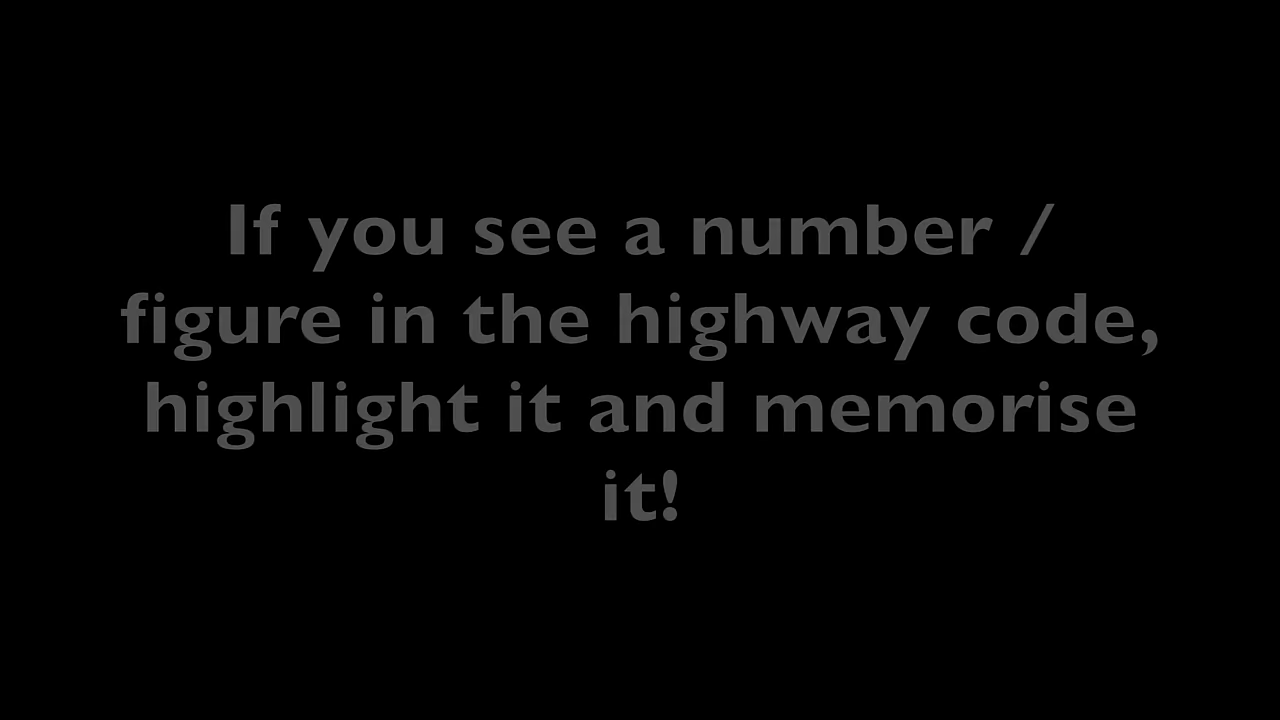 If you see a number /
figure in the highway code,
highlight it and memorise
it!